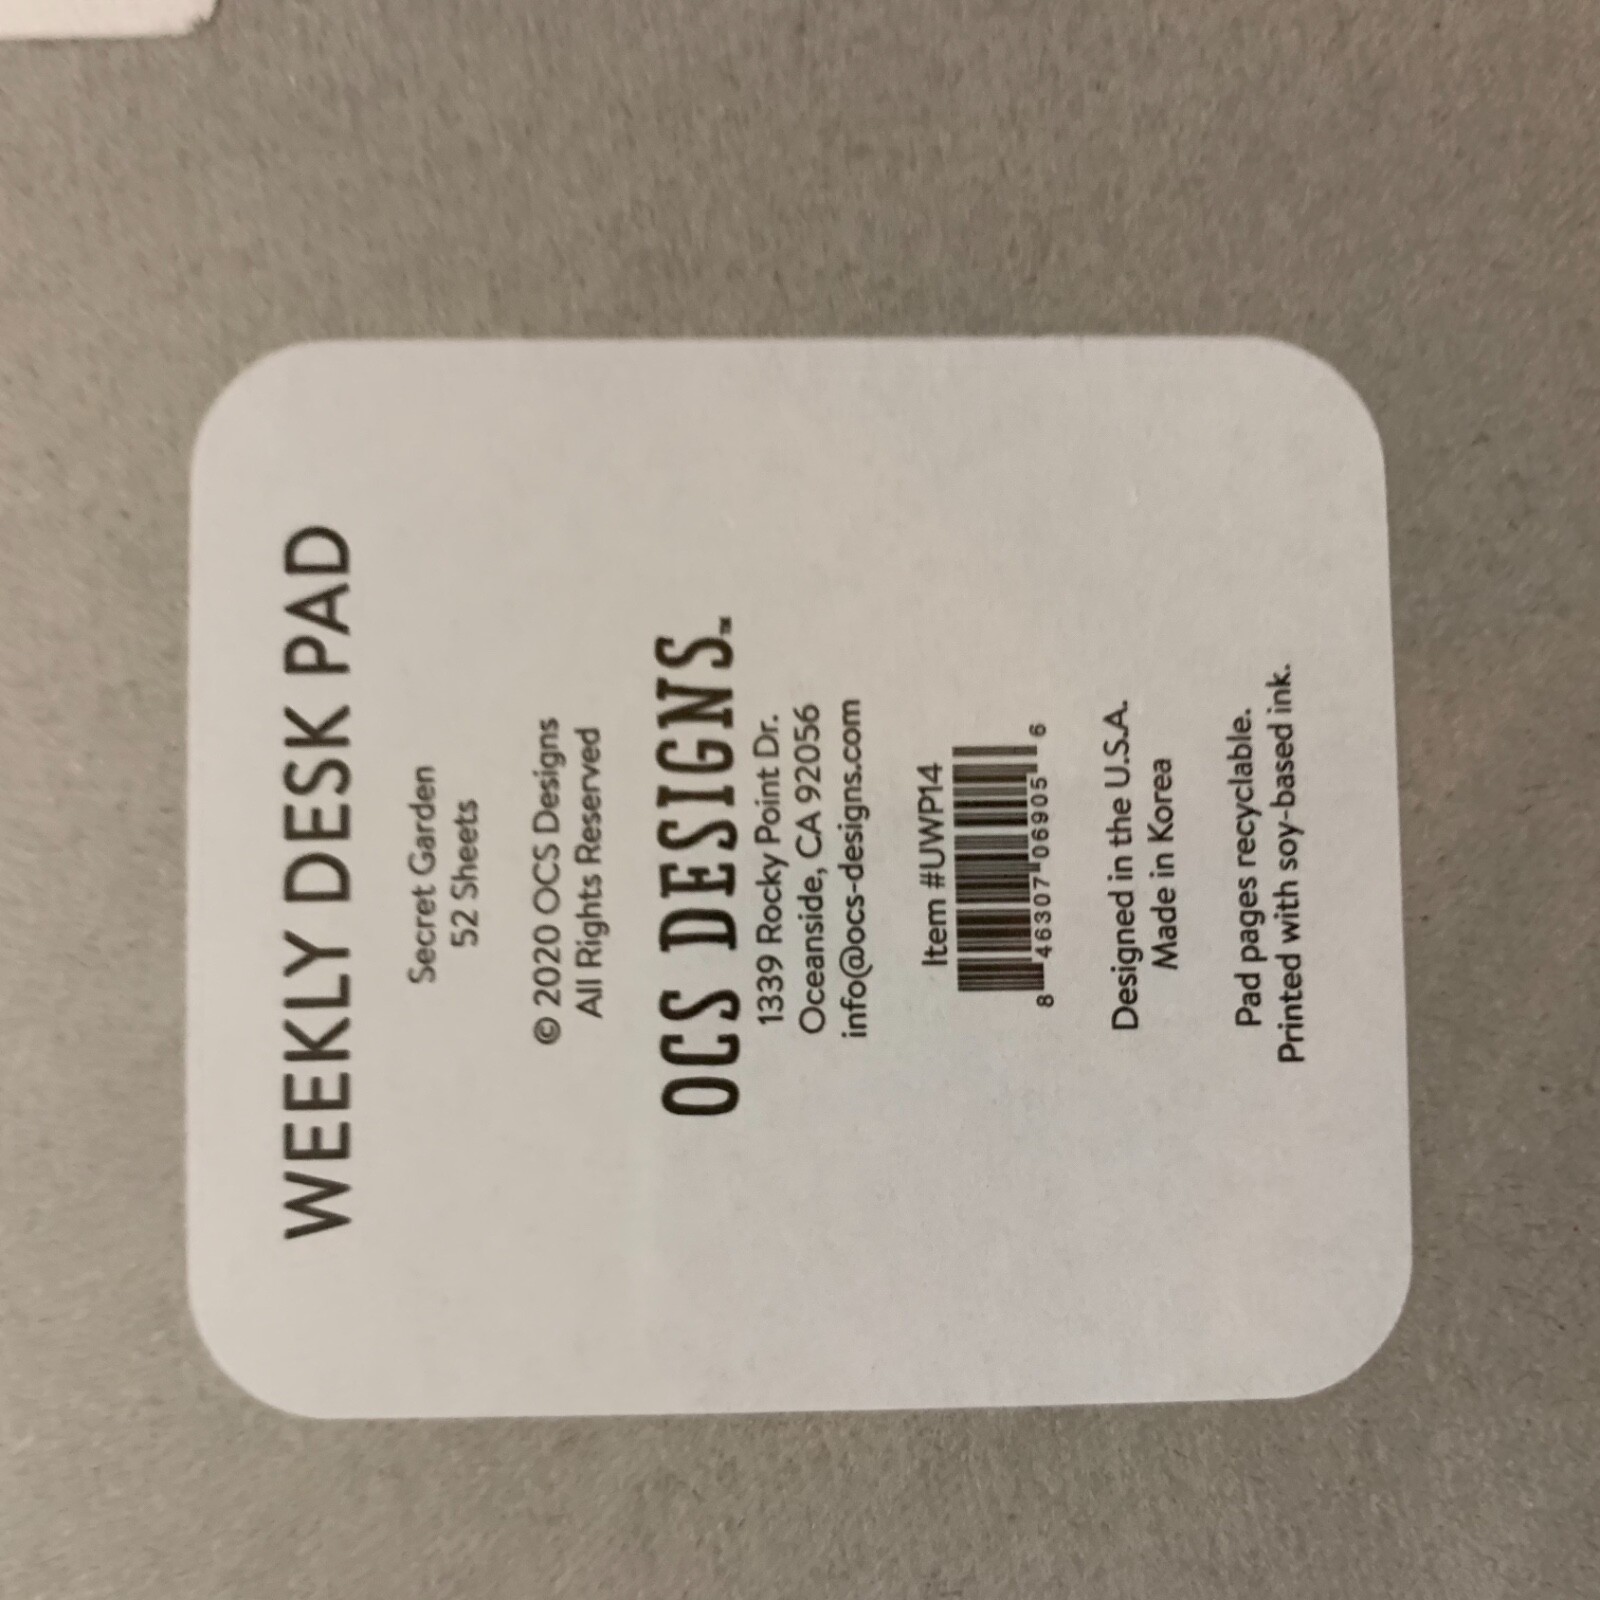 WEEKLY DESK PAD
Secret Garden
52 Sheets
© 2020 OCS Designs
All Rights Reserved
OCS DESIGNS™
1339 Rocky Point Dr.
Oceanside, CA 92056
info@ocs-designs.com
Item #UWP14
8 46307 06905 6
Designed in the U.S.A.
Made in Korea
Pad pages recyclable.
Printed with soy-based ink.